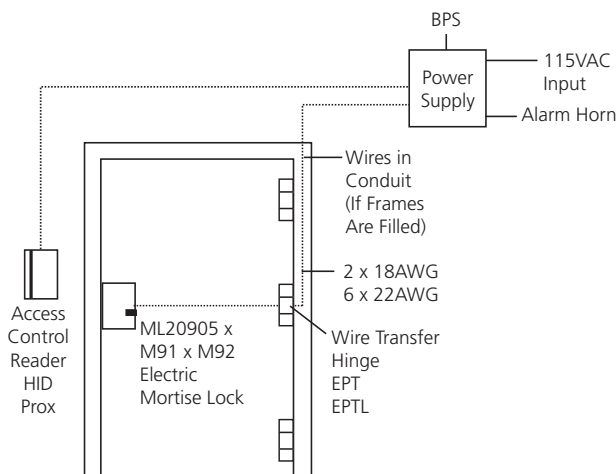 BPS
Power
Supply
115VAC
Input
Alarm Horn
Wires in
Conduit
(If Frames
Are Filled)
2 x 18AWG
6 x 22AWG
Access
Control
Reader
HID
Prox
ML20905 x
M91 x M92
Electric
Mortise Lock
Wire Transfer
Hinge
EPT
EPTL